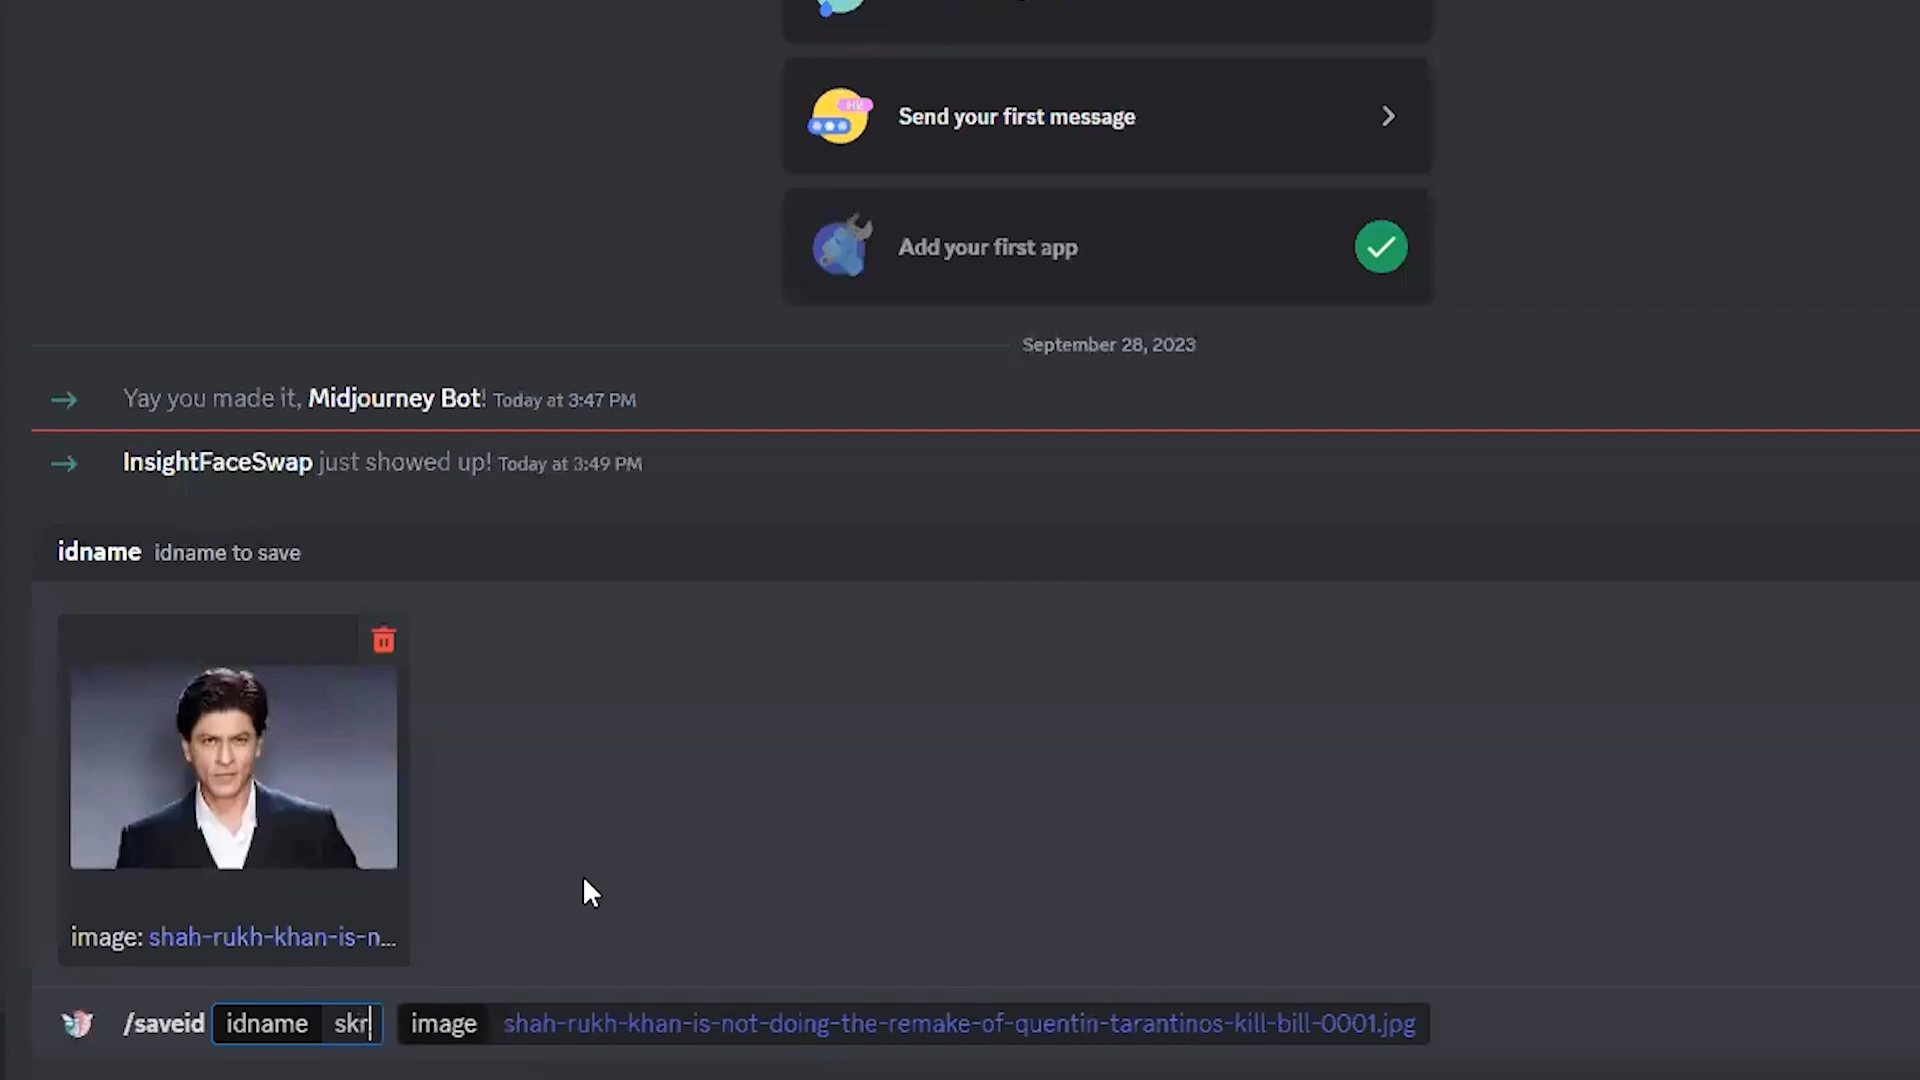 Send your first message
Add your first app
September 28, 2023
Yay you made it, Midjourney Bot! Today at 3:47 PM
InsightFaceSwap just showed up! Today at 3:49 PM
idname idname to save
image: shah-rukh-khan-is-n...
/saveid idname skr image shah-rukh-khan-is-not-doing-the-remake-of-quentin-tarantinos-kill-bill-0001.jpg